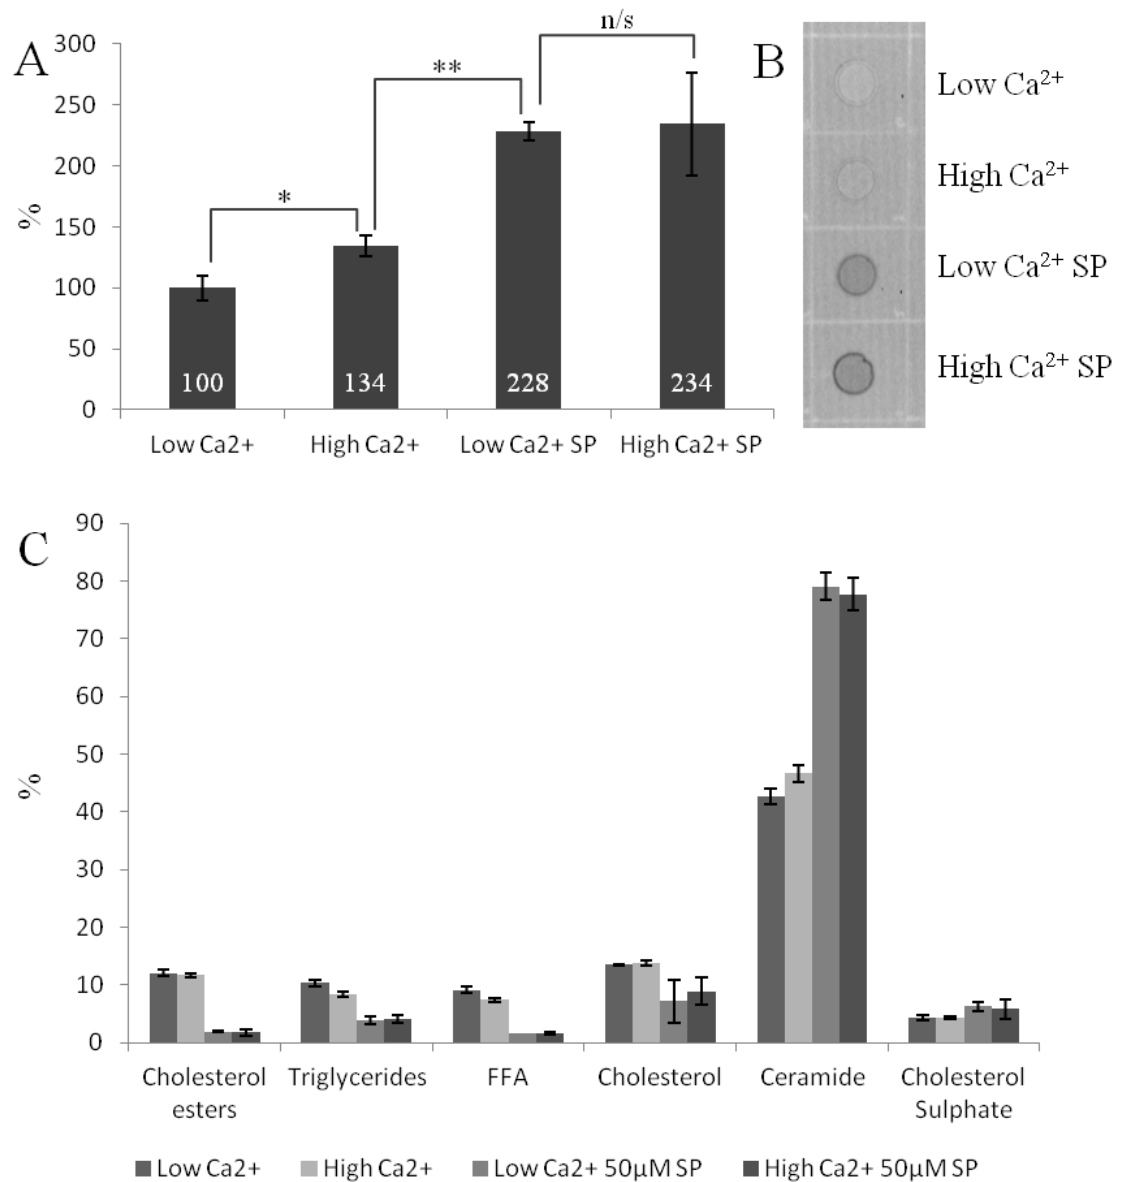 A
%
300
250
200
150
100
50
0
*
**
n/s
100
134
228
234
Low Ca2+
High Ca2+
Low Ca2+ SP
High Ca2+ SP
B
Low Ca²⁺
High Ca²⁺
Low Ca²⁺ SP
High Ca²⁺ SP
C
%
90
80
70
60
50
40
30
20
10
0
Cholesterol
esters
Triglycerides
FFA
Cholesterol
Ceramide
Cholesterol
Sulphate
Low Ca2+
High Ca2+
Low Ca2+ 50µM SP
High Ca2+ 50µM SP